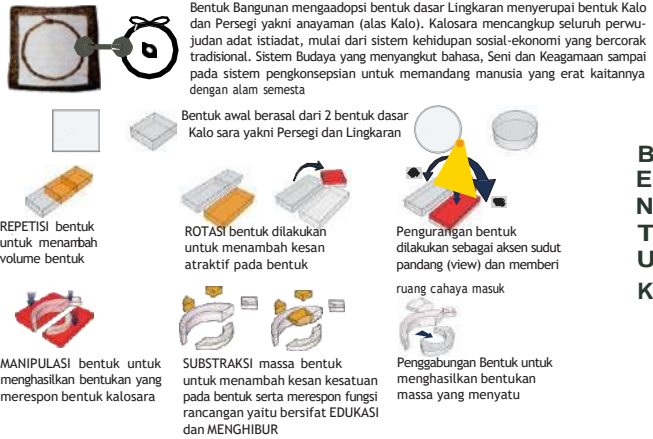 Bentuk Bangunan mengaadopsi bentuk dasar Lingkaran menyerupai bentuk Kalo
dan Persegi yakni anayaman (alas Kalo). Kalosara mencangkup seluruh perwu-
judan adat istiadat, mulai dari sistem kehidupan sosial-ekonomi yang bercorak
tradisional. Sistem Budaya yang menyangkut bahasa, Seni dan Keagamaan sampai
pada sistem pengkonsepsian untuk memandang manusia yang erat kaitannya
dengan alam semesta
Bentuk awal berasal dari 2 bentuk dasar
Kalo sara yakni Persegi dan Lingkaran
REPETISI bentuk
untuk menambah
volume bentuk
ROTASI bentuk dilakukan
untuk menambah kesan
atraktif pada bentuk
Pengurangan bentuk
dilakukan sebagai aksen sudut
pandang (view) dan memberi
ruang cahaya masuk
MANIPULASI bentuk untuk
menghasilkan bentukan yang
merespon bentuk kalosara
SUBSTRAKSI massa bentuk
untuk menambah kesan kesatuan
pada bentuk serta merespon fungsi
rancangan yaitu bersifat EDUKASI
dan MENGHIBUR
Penggabungan Bentuk untuk
menghasilkan bentukan
massa yang menyatu
B
E
N
T
U
K